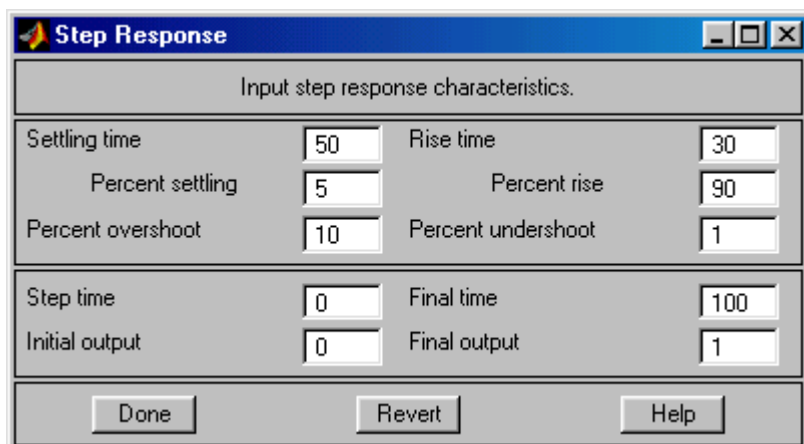 Step Response
Input step response characteristics.
Settling time 50 Rise time 30
Percent settling 5 Percent rise 90
Percent overshoot 10 Percent undershoot 1
Step time 0 Final time 100
Initial output 0 Final output 1
Done Revert Help